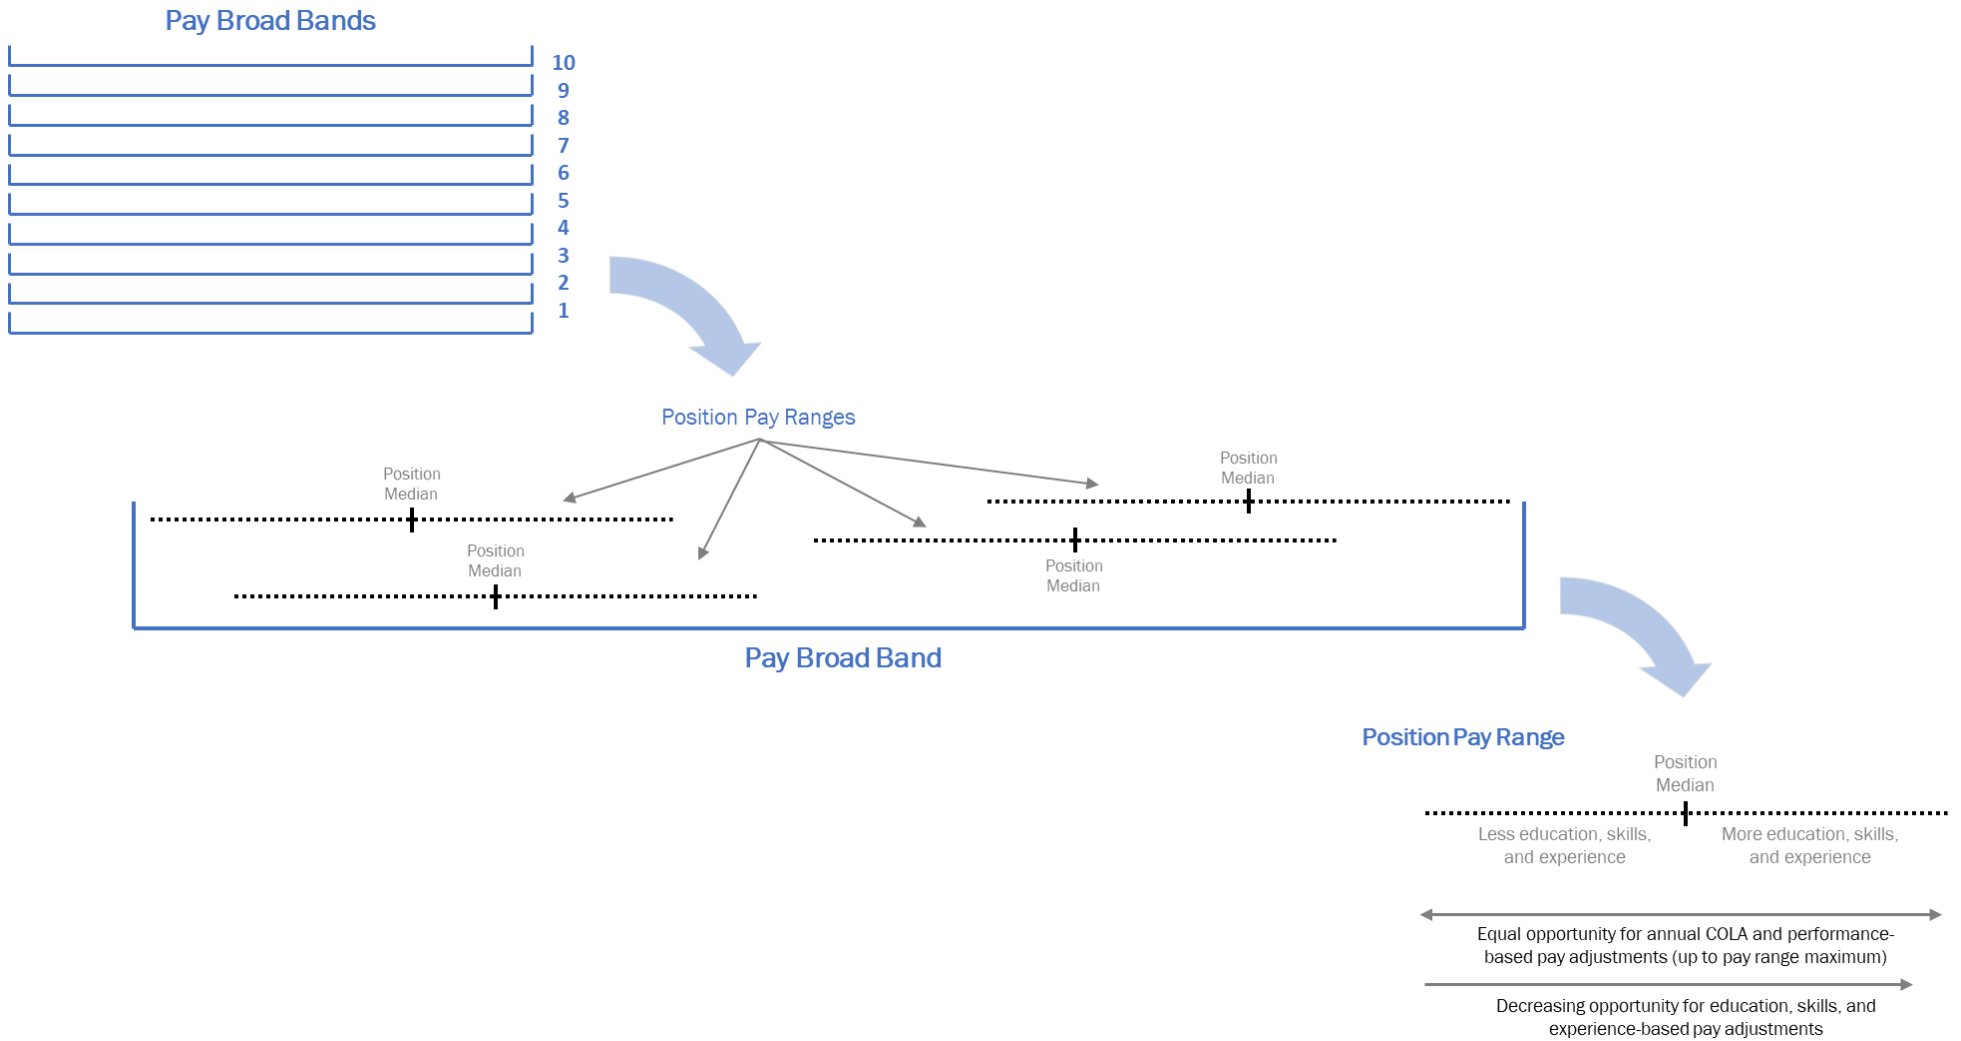 Pay Broad Bands
10
9
8
7
6
5
4
3
2
1
Position Pay Ranges
Position
Median
Position
Median
Position
Median
Position
Median
Pay Broad Band
Position Pay Range
Position
Median
Less education, skills,
and experience
More education, skills,
and experience
Equal opportunity for annual COLA and performance-
based pay adjustments (up to pay range maximum)
Decreasing opportunity for education, skills, and
experience-based pay adjustments